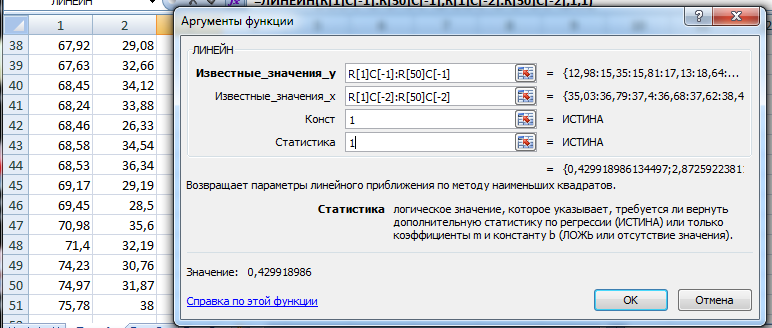 ЛИНЕЙН
=ЛИНЕЙН(R[1]C[-1]:R[50]C[-1];R[1]C[-2]:R[50]C[-2];1;1)
Аргументы функции
1 2
38 67,92 29,08
39 67,63 32,66
40 68,45 34,12
41 68,24 33,88
42 68,46 26,33
43 68,58 34,54
44 68,53 36,34
45 69,17 29,19
46 69,45 28,5
47 70,98 35,6
48 71,4 32,19
49 74,23 30,76
50 74,97 31,87
51 75,78 38
52
ЛИНЕЙН
Известные_значения_y R[1]C[-1]:R[50]C[-1] = {12,98:15,35:15,81:17,13:18,64:...
Известные_значения_x R[1]C[-2]:R[50]C[-2] = {35,03:36,79:37,4:36,68:37,62:38,4
Конст 1 = ИСТИНА
Статистика 1 = ИСТИНА
= {0,429918986134497;2,872592238
Возвращает параметры линейного приближения по методу наименьших квадратов.
Статистика логическое значение, которое указывает, требуется ли вернуть
дополнительную статистику по регрессии (ИСТИНА) или только
коэффициенты m и константу b (ЛОЖЬ или отсутствие значения).
Значение: 0,429918986
Справка по этой функции
ОК
Отмена